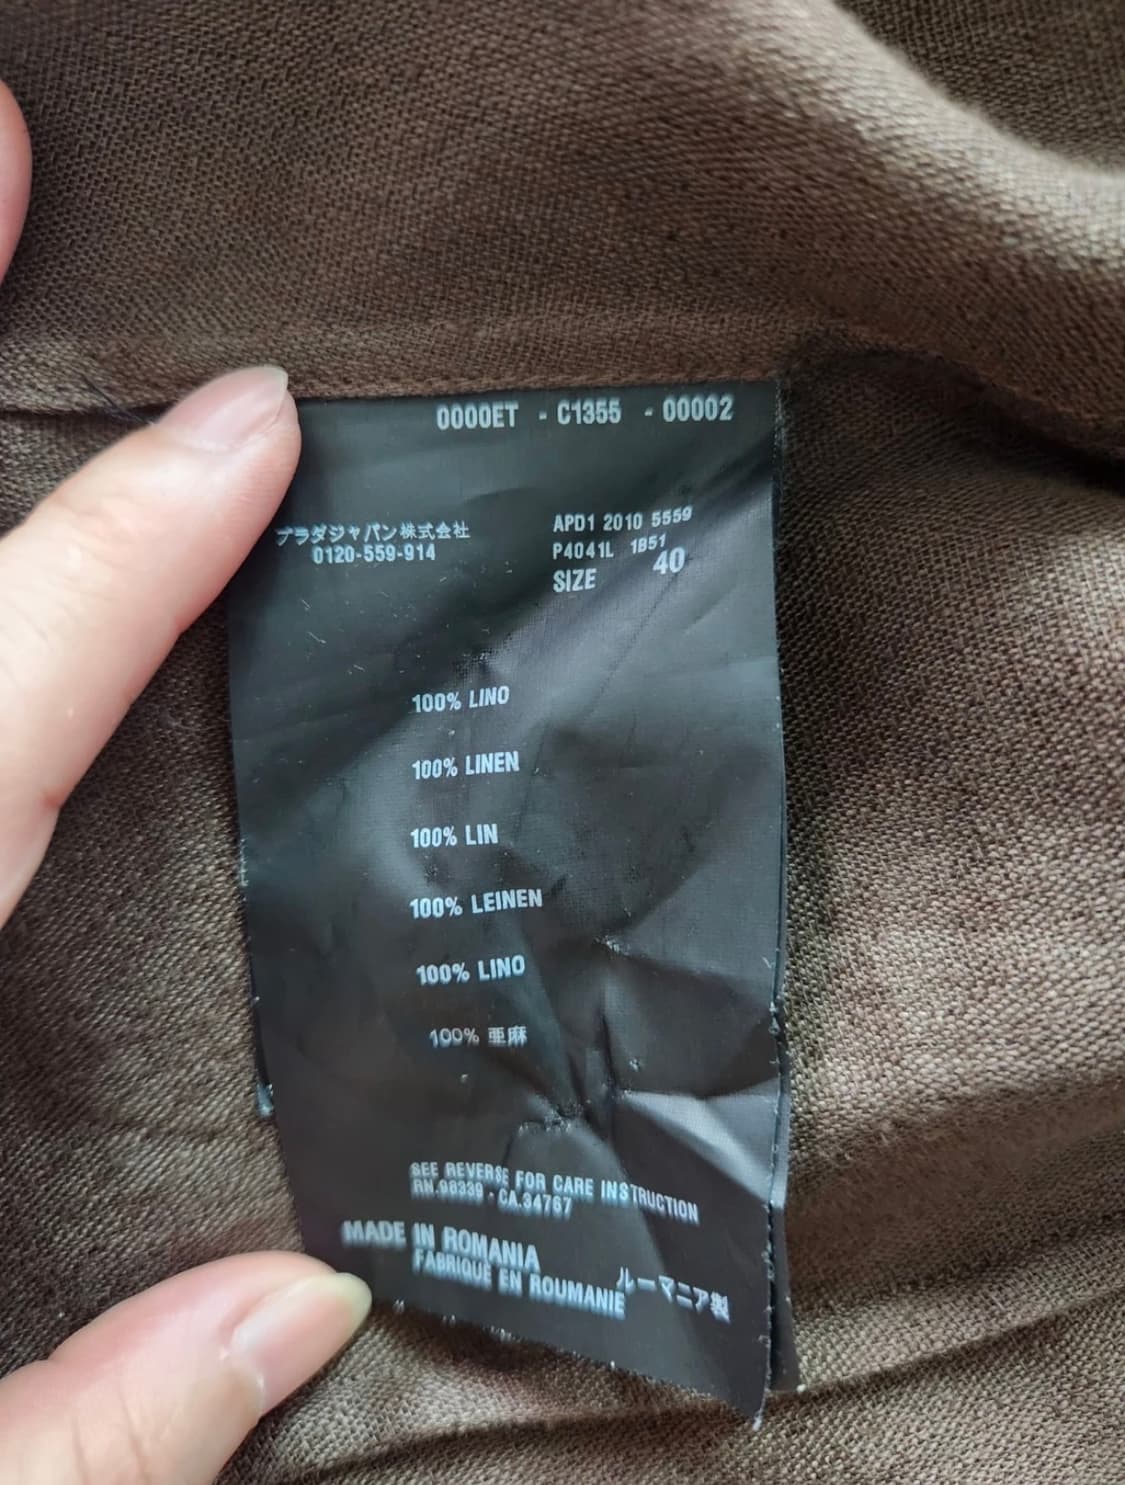 0000ET - C1355 - 00002
プラダジャパン株式会社
0120-559-914
APD1 2010 5559
P4041L 1851
SIZE 40
100% LINO
100% LINEN
100% LIN
100% LEINEN
100% LINO
100% 亜麻
SEE REVERSE FOR CARE INSTRUCTION
RN.98339 - CA.34767
MADE IN ROMANIA
FABRIQUÉ EN ROUMANIE
ルーマニア製